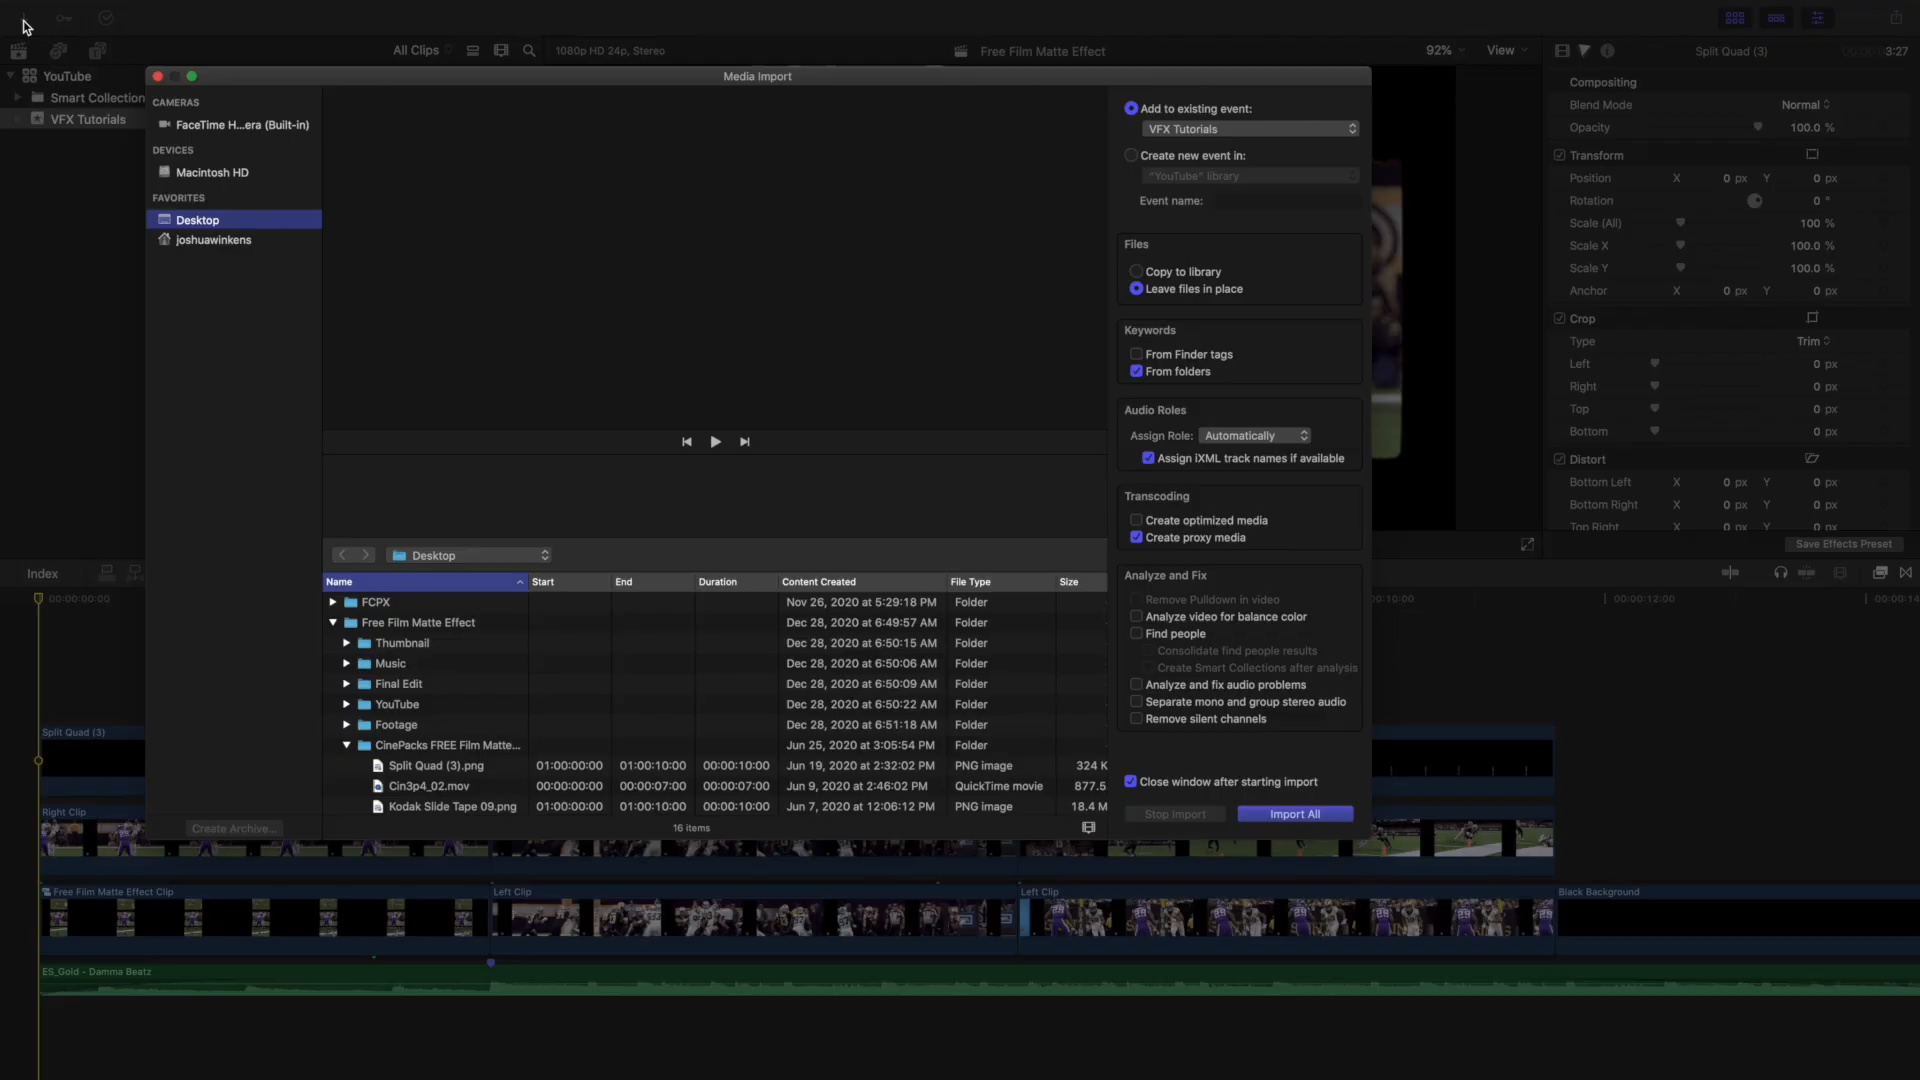 All Clips
1080p HD 24p, Stereo
Free Film Matte Effect
92%
View
Split Quad (3)
3:27
YouTube
Smart Collection
VFX Tutorials
Media Import
CAMERAS
FaceTime H...era (Built-in)
DEVICES
Macintosh HD
FAVORITES
Desktop
joshuawinkens
Create Archive...
Desktop
Name Start End Duration Content Created File Type Size
FCPX Nov 26, 2020 at 5:29:18 PM Folder
Free Film Matte Effect Dec 28, 2020 at 6:49:57 AM Folder
Thumbnail Dec 28, 2020 at 6:50:15 AM Folder
Music Dec 28, 2020 at 6:50:06 AM Folder
Final Edit Dec 28, 2020 at 6:50:09 AM Folder
YouTube Dec 28, 2020 at 6:50:22 AM Folder
Footage Dec 28, 2020 at 6:51:18 AM Folder
CinePacks FREE Film Matte... Jun 25, 2020 at 3:05:54 PM Folder
Split Quad (3).png 01:00:00:00 01:00:10:00 00:00:10:00 Jun 19, 2020 at 2:32:02 PM PNG image 324 K
Cin3p4_02.mov 00:00:00:00 00:00:07:00 00:00:07:00 Jun 9, 2020 at 2:46:02 PM QuickTime movie 877.5
Kodak Slide Tape 09.png 01:00:00:00 01:00:10:00 00:00:10:00 Jun 7, 2020 at 12:06:12 PM PNG image 18.4 M
16 items
Add to existing event:
VFX Tutorials
Create new event in:
"YouTube" library
Event name:
Files
Copy to library
Leave files in place
Keywords
From Finder tags
From folders
Audio Roles
Assign Role: Automatically
Assign iXML track names if available
Transcoding
Create optimized media
Create proxy media
Analyze and Fix
Remove Pulldown in video
Analyze video for balance color
Find people
Consolidate find people results
Create Smart Collections after analysis
Analyze and fix audio problems
Separate mono and group stereo audio
Remove silent channels
Close window after starting import
Stop Import
Import All
Compositing
Blend Mode Normal
Opacity 100.0 %
Transform
Position X 0 px Y 0 px
Rotation 0 °
Scale (All) 100 %
Scale X 100.0 %
Scale Y 100.0 %
Anchor X 0 px Y 0 px
Crop
Type Trim
Left 0 px
Right 0 px
Top 0 px
Bottom 0 px
Distort
Bottom Left X 0 px Y 0 px
Bottom Right X 0 px Y 0 px
Top Right X 0 px Y 0 px
Save Effects Preset
Index
00:00:00:00
0:10:00
00:00:12:00
00:00:14
Split Quad (3)
Right Clip
Free Film Matte Effect Clip
Left Clip
Left Clip
Black Background
ES_Gold - Damma Beatz